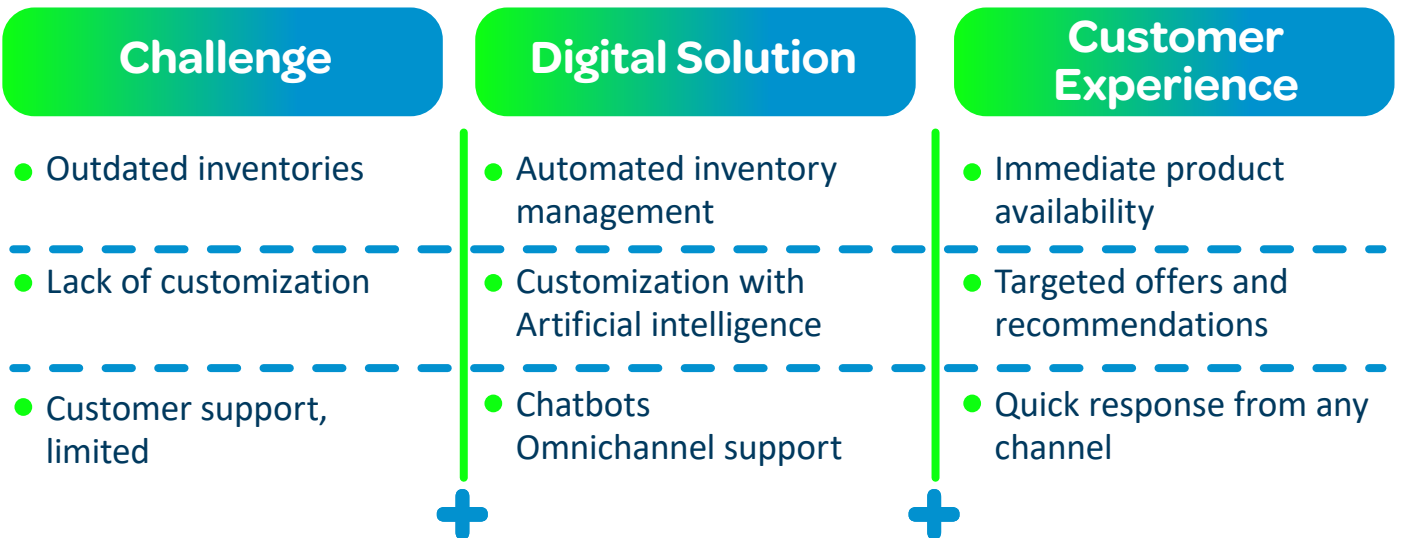 Challenge
Digital Solution
Customer
Experience
Outdated inventories
Automated inventory
management
Immediate product
availability
Lack of customization
Customization with
Artificial intelligence
Targeted offers and
recommendations
Customer support,
limited
Chatbots
Omnichannel support
Quick response from any
channel